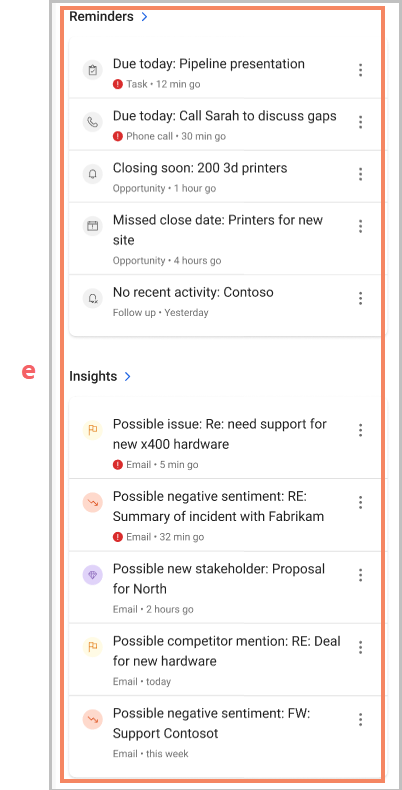 Reminders
Due today: Pipeline presentation
Task • 12 min go
Due today: Call Sarah to discuss gaps
Phone call • 30 min go
Closing soon: 200 3d printers
Opportunity • 1 hour go
Missed close date: Printers for new
site
Opportunity • 4 hours go
No recent activity: Contoso
Follow up • Yesterday
e
Insights
Possible issue: Re: need support for
new x400 hardware
Email • 5 min go
Possible negative sentiment: RE:
Summary of incident with Fabrikam
Email • 32 min go
Possible new stakeholder: Proposal
for North
Email • 2 hours go
Possible competitor mention: RE: Deal
for new hardware
Email • today
Possible negative sentiment: FW:
Support Contosot
Email • this week